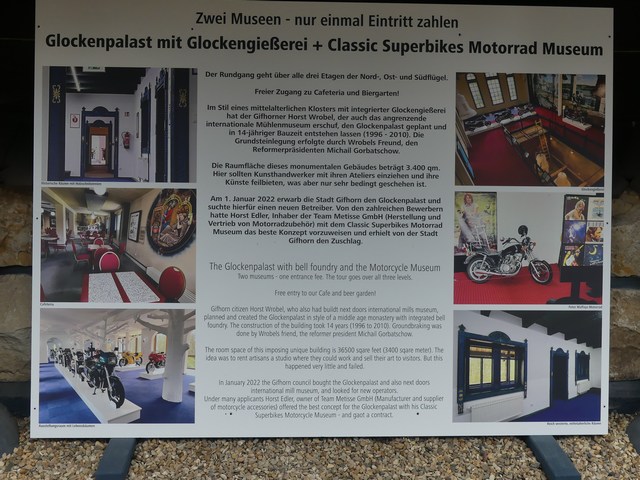 Zwei Museen - nur einmal Eintritt zahlen
Glockenpalast mit Glockengießerei + Classic Superbikes Motorrad Museum
Der Rundgang geht über alle drei Etagen der Nord-, Ost- und Südflügel.
Freier Zugang zu Cafeteria und Biergarten!
Im Stil eines mittelalterlichen Klosters mit integrierter Glockengießerei
hat der Gifhorner Horst Wrobel, der auch das angrenzende
internationale Mühlenmuseum erschuf, den Glockenpalast geplant und
in 14-jähriger Bauzeit entstehen lassen (1996 - 2010). Die
Grundsteinlegung erfolgte durch Wrobels Freund, den
Reformerpräsidenten Michail Gorbatschow.
Die Raumfläche dieses monumentalen Gebäudes beträgt 3.400 qm.
Hier sollten Kunsthandwerker mit ihren Ateliers einziehen und ihre
Künste feilbieten, was aber nur sehr bedingt geschehen ist.
Am 1. Januar 2022 erwarb die Stadt Gifhorn den Glockenpalast und
suchte hierfür einen neuen Betreiber. Von den zahlreichen Bewerbern
hatte Horst Edler, Inhaber der Team Metisse GmbH (Herstellung und
Vertrieb von Motorradzubehör) mit dem Classic Superbikes Motorrad
Museum das beste Konzept vorzuweisen und erhielt von der Stadt
Gifhorn den Zuschlag.
The Glockenpalast with bell foundry and the Motorcycle Museum
Two museums - one entrance fee. The tour goes over all three levels.
Free entry to our Cafe and beer garden!
Gifhorn citizen Horst Wrobel, who also had buildt next doors international mills museum,
planned and created the Glockenpalast in style of a middle age monastery with integrated bell
foundry. The construction of the building took 14 years (1996 to 2010). Groundbraking was
done by Wrobels friend, the reformer president Michail Gorbatschow.
The room space of this imposing unique building is 36500 spare feet (3400 spare meter). The
idea was to rent artisans a studio where they could work and sell their art to visitors. But this
happened very little and failed.
In January 2022 the Gifhorn council bought the Glockenpalast and also next doors
international mill museum, and looked for new operators.
Under many applicants Horst Edler, owner of Team Metisse GmbH (Manufacturer and supplier
of motorcycle accessories) offered the best concept for the Glockenpalast with his Classic
Superbikes Motorcycle Museum - and gaot a contract.